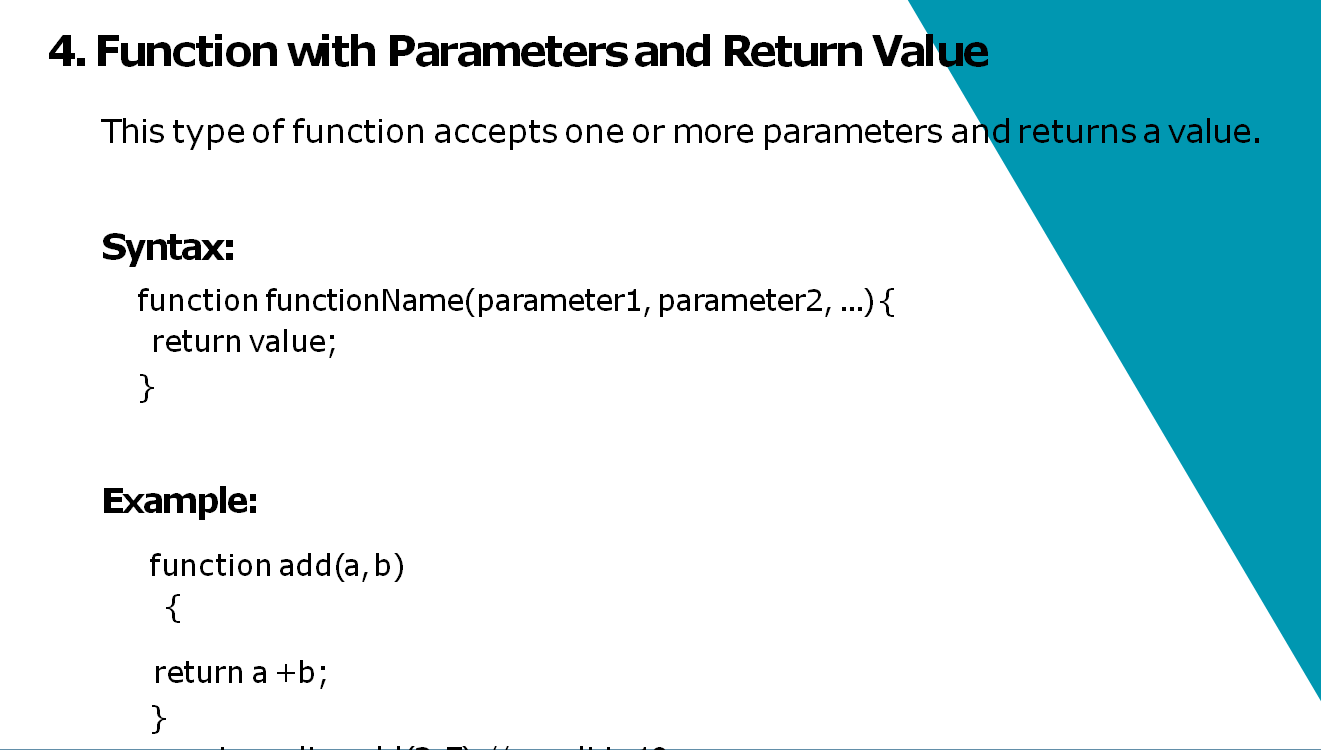 4. Function with Parameters and Return Value
This type of function accepts one or more parameters and returns a value.
Syntax:
function functionName(parameter1, parameter2, ...) {
return value;
}
Example:
function add(a, b)
{
return a +b;
}